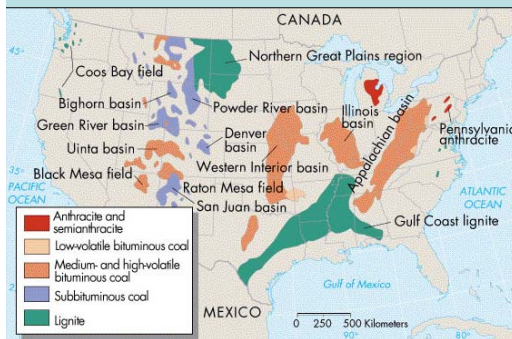 CANADA
45°
Northern Great Plains region
Coos Bay field
Bighorn basin
Powder River basin
Green River basin
Illinois
basin
Appalachian basin
Pennsylvania
anthracite
Denver
basin
Uinta basin
Western Interior basin
35°
Black Mesa field
Raton Mesa field
PACIFIC
OCEAN
San Juan basin
ATLANTIC
OCEAN
Gulf Coast lignite
Anthracite and
semianthracite
Low-volatile bituminous coal
Medium- and high-volatile
bituminous coal
Subbituminous coal
Lignite
Gulf of Mexico
MEXICO
0 250 500 Kilometers
90°
80°